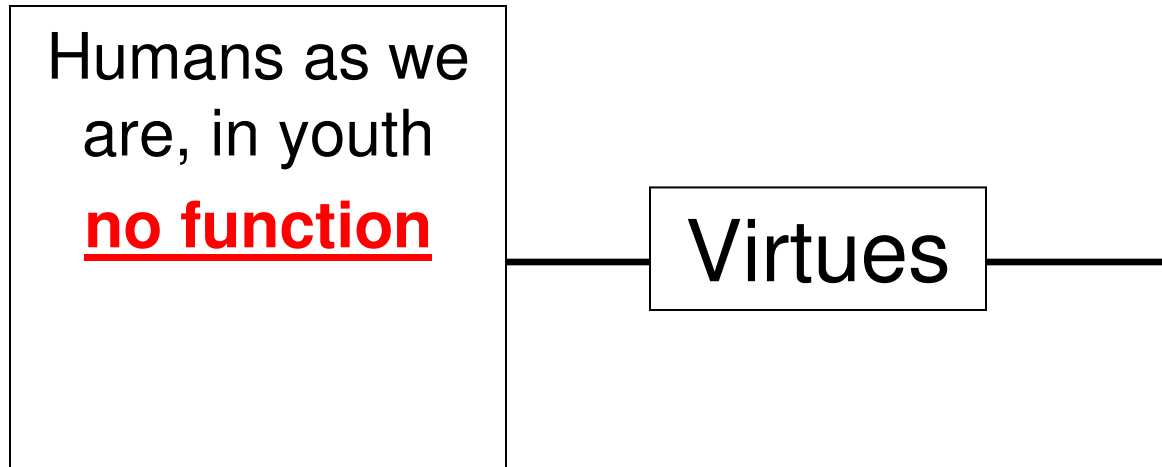 Humans as we
are, in youth
no function
Virtues